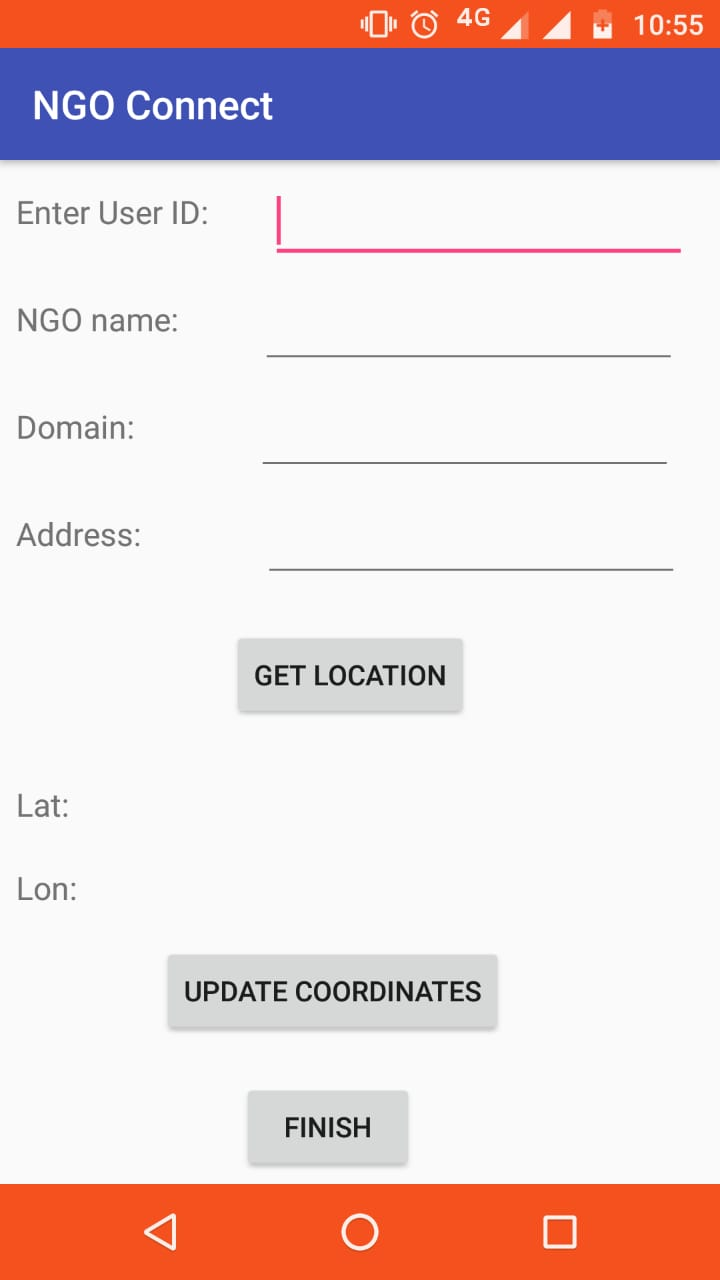 4G 10:55
NGO Connect
Enter User ID:
NGO name:
Domain:
Address:
GET LOCATION
Lat:
Lon:
UPDATE COORDINATES
FINISH